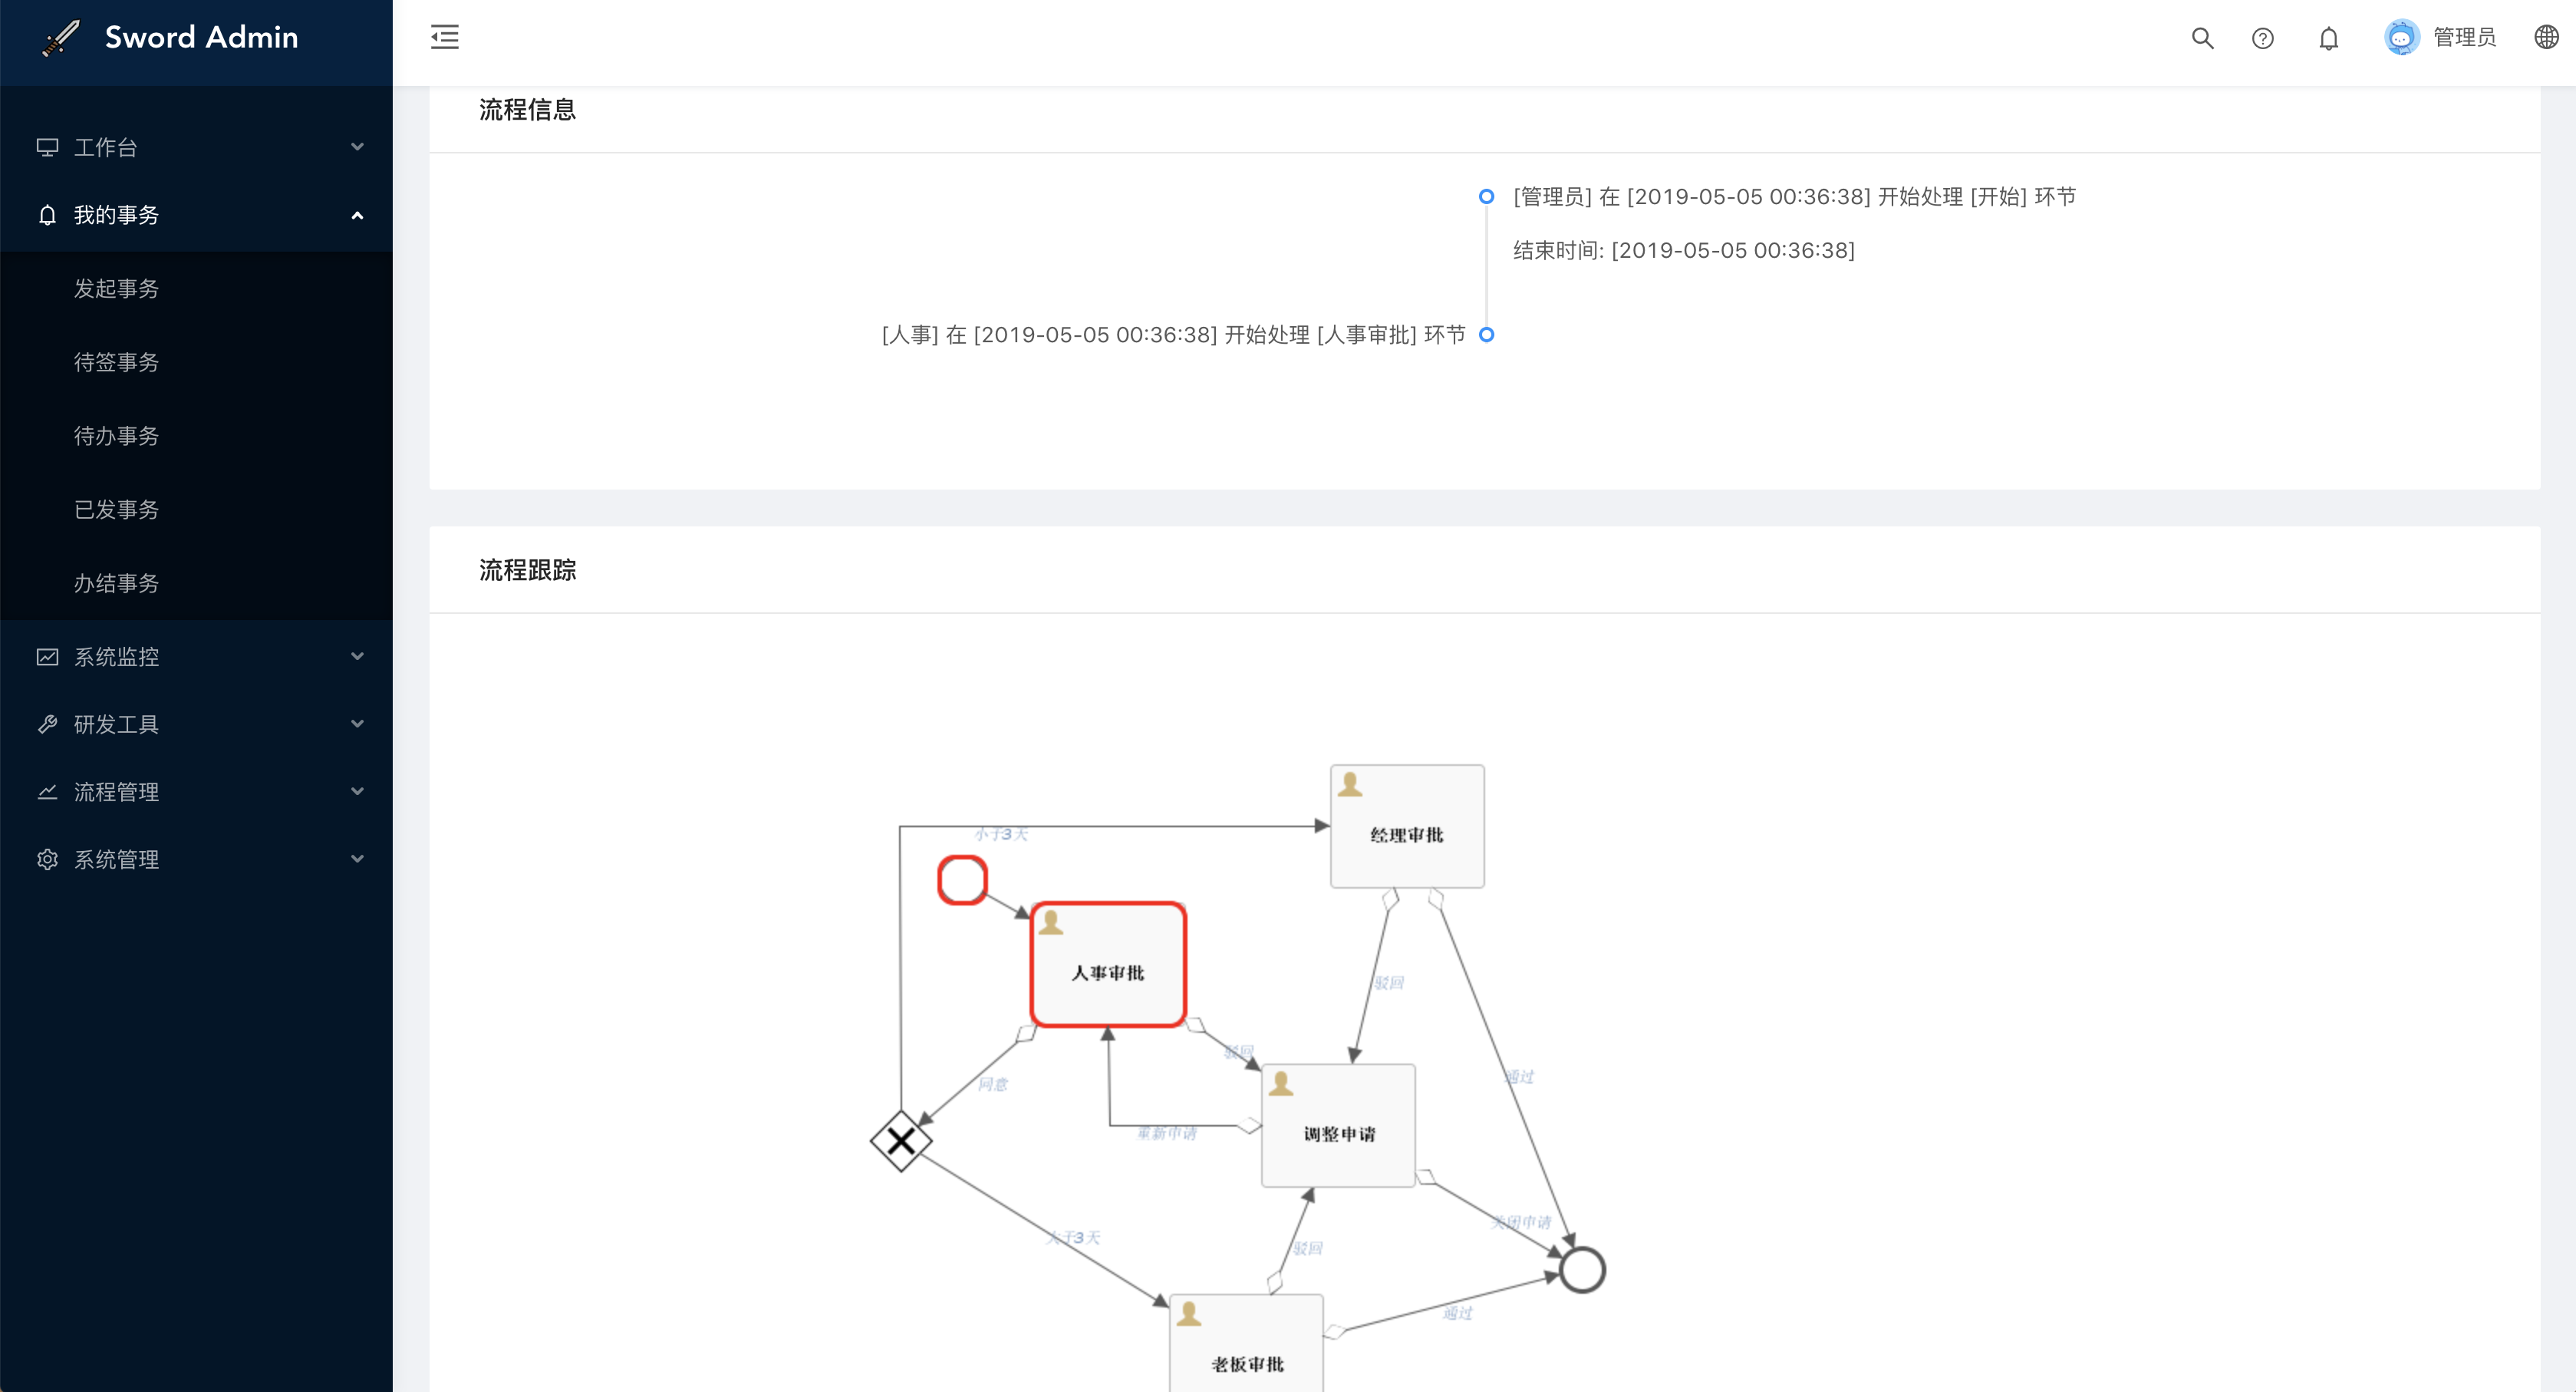 Sword Admin
管理员
工作台
我的事务
发起事务
待签事务
待办事务
已发事务
办结事务
系统监控
研发工具
流程管理
系统管理
流程信息
[管理员] 在 [2019-05-05 00:36:38] 开始处理 [开始] 环节
结束时间: [2019-05-05 00:36:38]
[人事] 在 [2019-05-05 00:36:38] 开始处理 [人事审批] 环节
流程跟踪
小于3天
经理审批
人事审批
驳回
驳回
同意
通过
重新申请
调整申请
关闭申请
大于3天
驳回
通过
老板审批